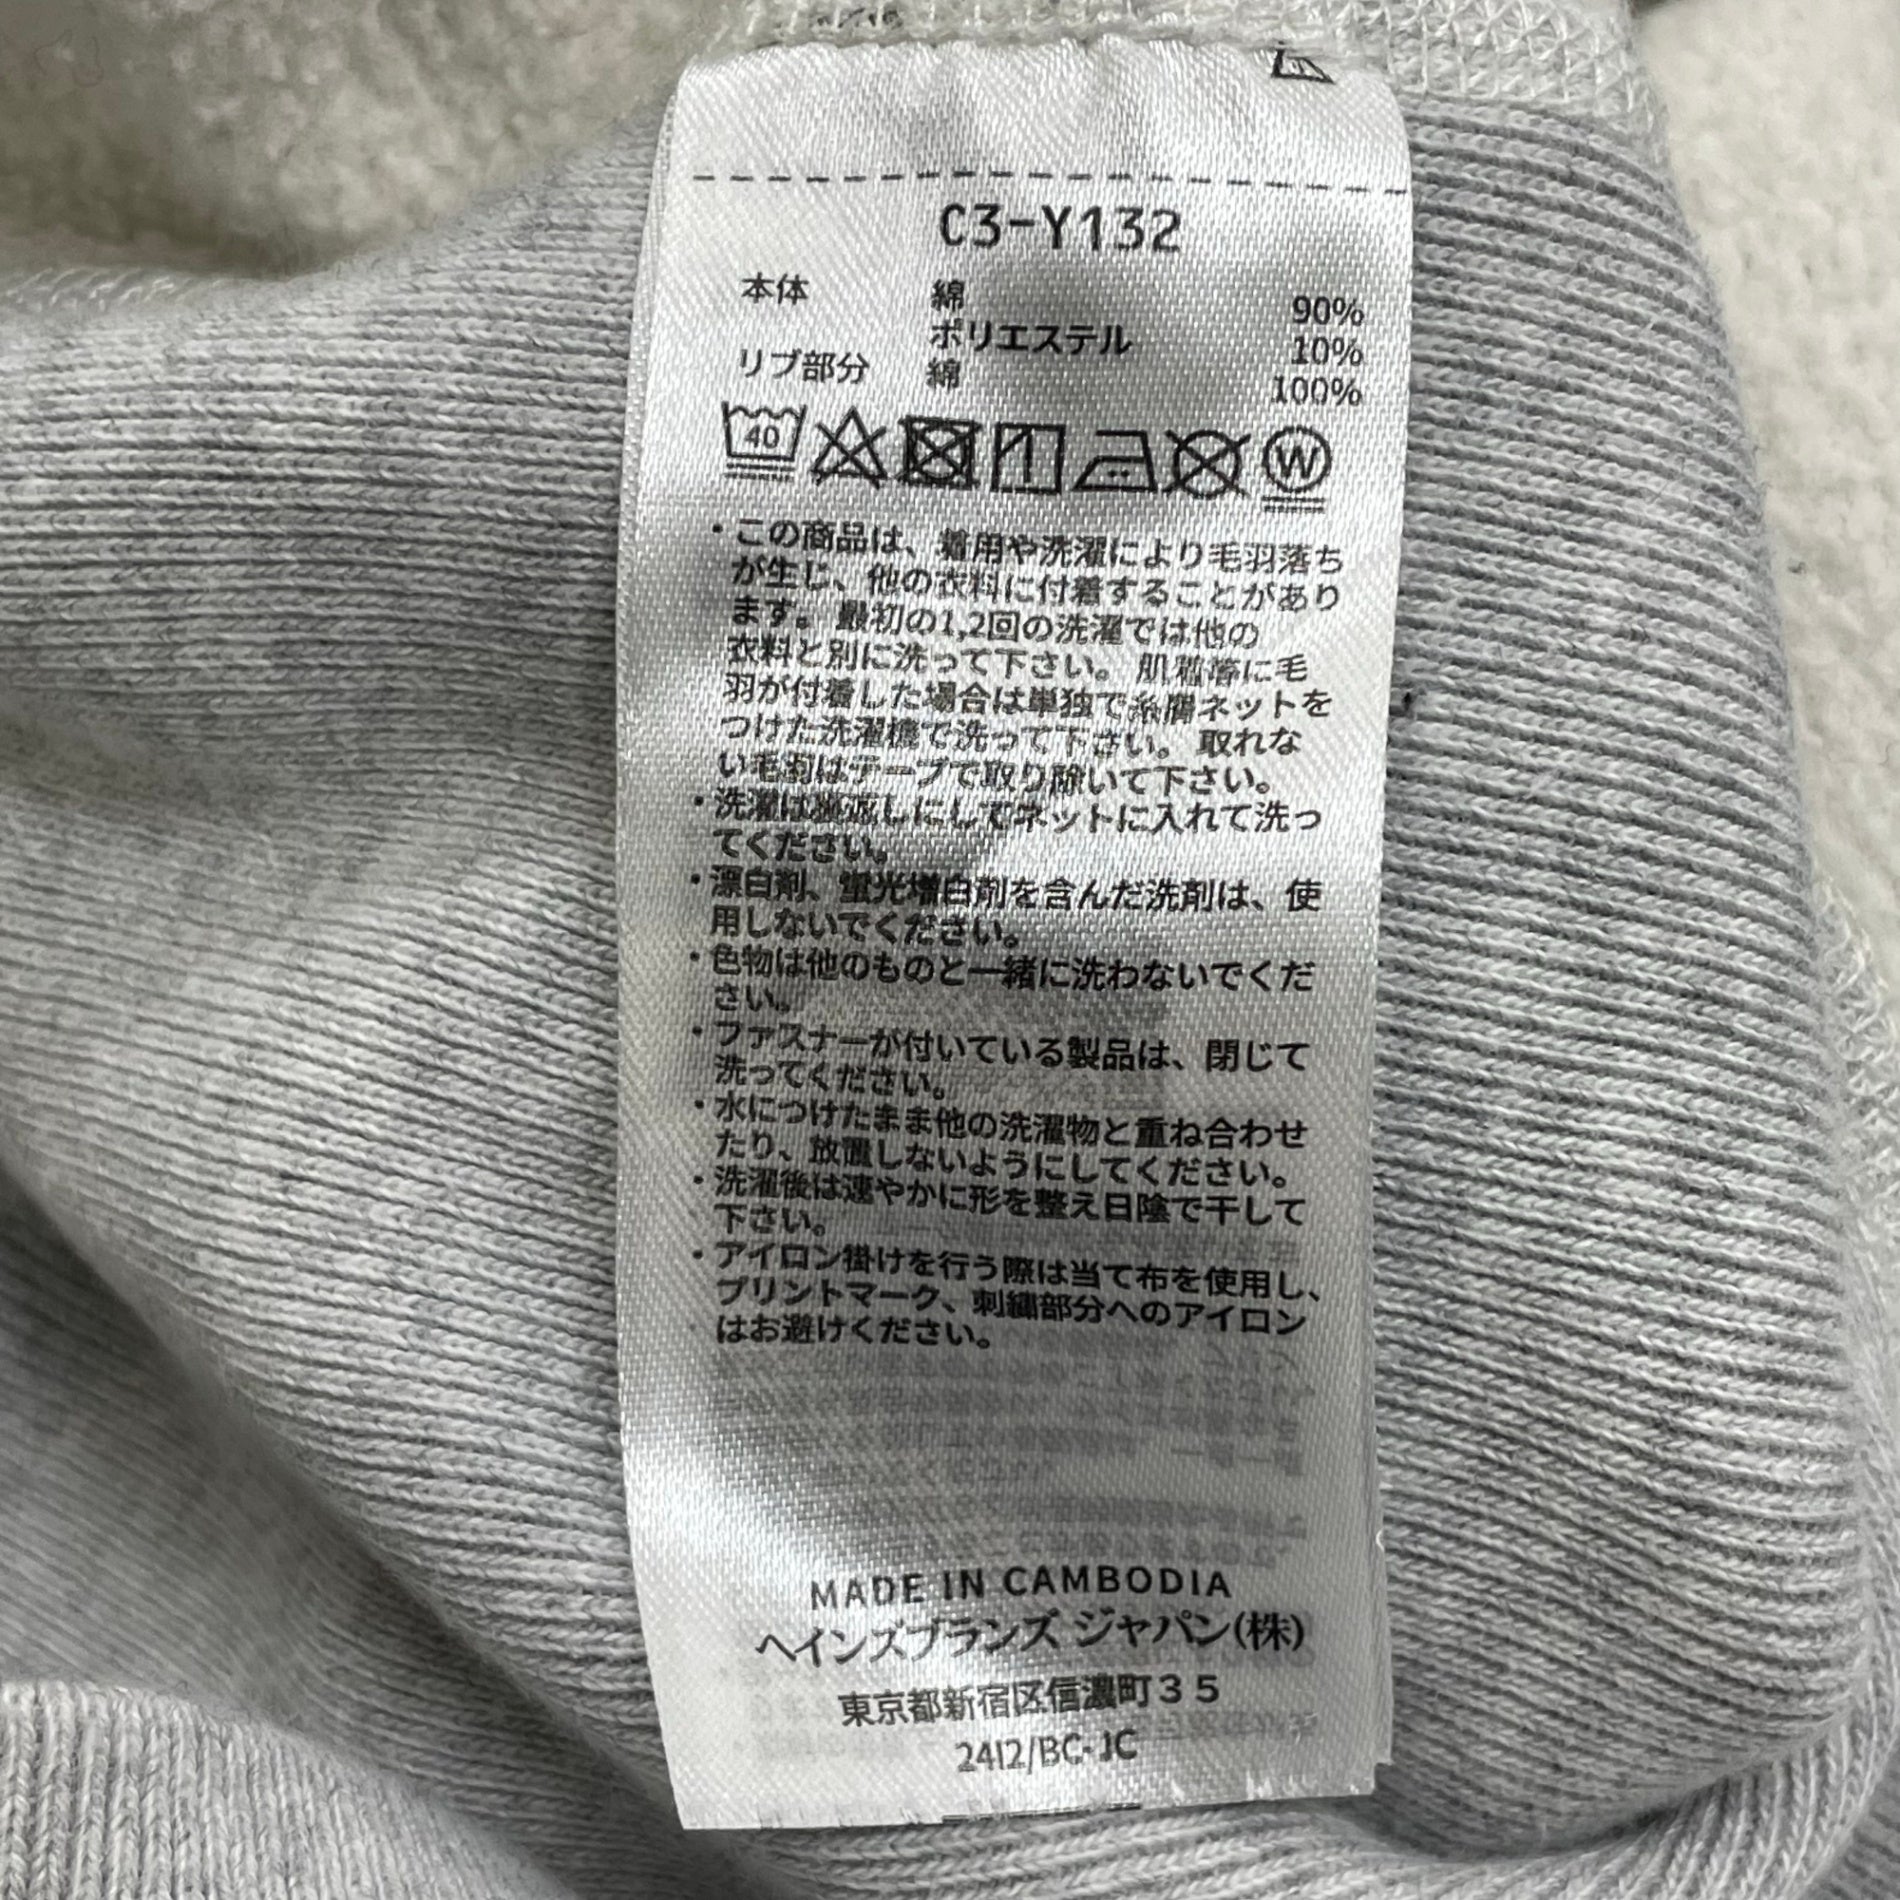 C3-Y132
本体 綿 90%
ポリエステル 10%
リブ部分 綿 100%
40
W
・この商品は、着用や洗濯により毛羽落ち
が生じ、他の衣料に付着することがあり
ます。最初の1,2回の洗濯では他の
衣料と別に洗って下さい。肌着等に毛
羽が付着した場合は単独で糸屑ネットを
つけた洗濯機で洗って下さい。取れな
い毛羽はテープで取り除いて下さい。
・洗濯は裏返しにしてネットに入れて洗っ
てください。
・漂白剤、蛍光増白剤を含んだ洗剤は、使
用しないでください。
・色物は他のものと一緒に洗わないでくだ
さい。
・ファスナーが付いている製品は、閉じて
洗ってください。
・水につけたまま他の洗濯物と重ね合わせ
たり、放置しないようにしてください。
・洗濯後は速やかに形を整え日陰で干して
下さい。
・アイロン掛けを行う際は当て布を使用し、
プリントマーク、刺繍部分へのアイロン
はお避けください。
MADE IN CAMBODIA
ヘインズブランズ ジャパン(株)
東京都新宿区信濃町35
2412/BC-JC